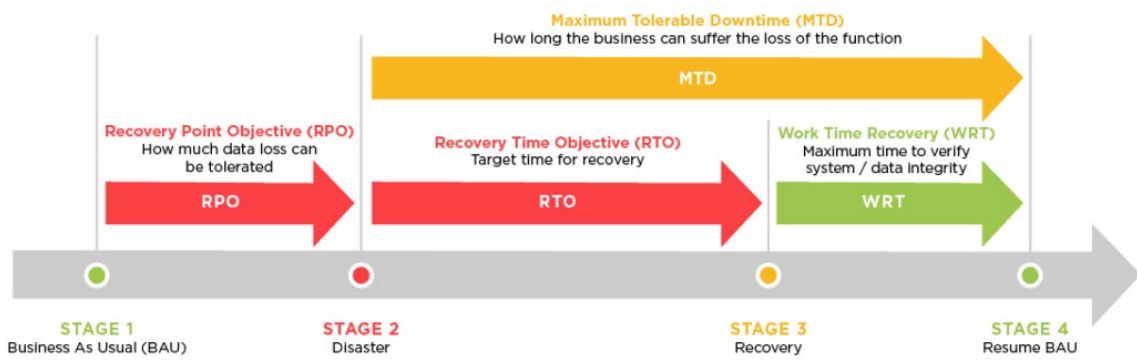 Maximum Tolerable Downtime (MTD)
How long the business can suffer the loss of the function
MTD
Recovery Point Objective (RPO)
How much data loss can
be tolerated
RPO
Recovery Time Objective (RTO)
Target time for recovery
RTO
Work Time Recovery (WRT)
Maximum time to verify
system / data integrity
WRT
STAGE 1
Business As Usual (BAU)
STAGE 2
Disaster
STAGE 3
Recovery
STAGE 4
Resume BAU